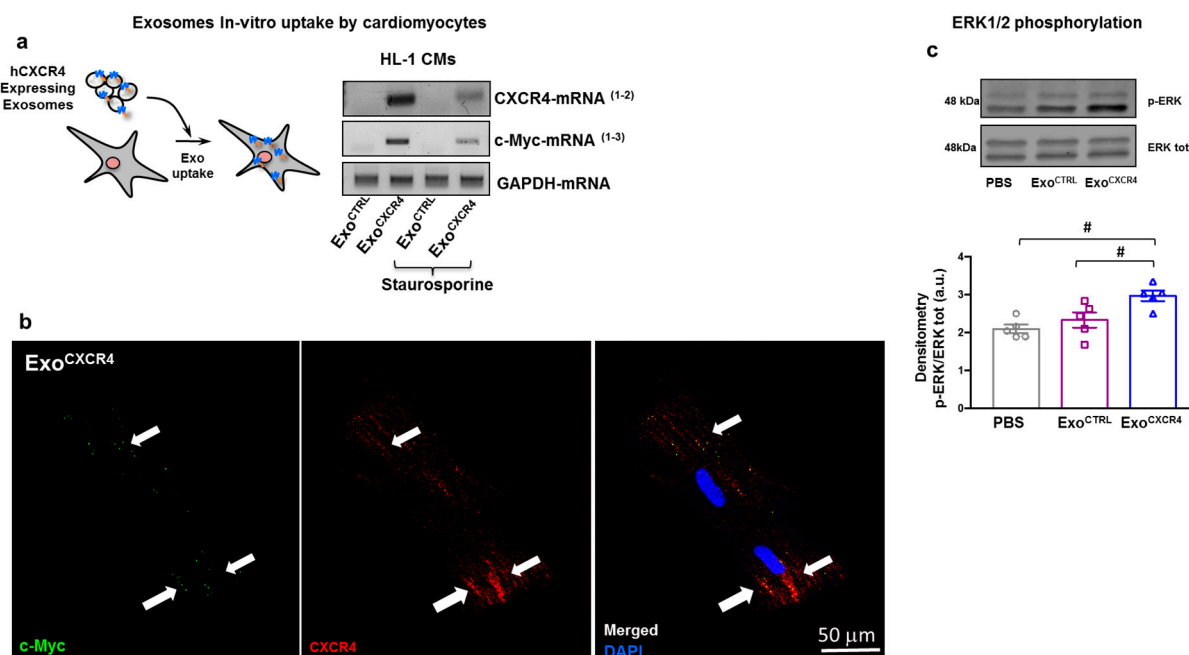 Exosomes In-vitro uptake by cardiomyocytes
a
hCXCR4
Expressing
Exosomes
Exo
uptake
HL-1 CMs
CXCR4-mRNA (1-2)
c-Myc-mRNA (1-3)
GAPDH-mRNA
ExoCTRL
ExoCXCR4
ExoCTRL
ExoCXCR4
Staurosporine
b
ExoCXCR4
c-Myc
CXCR4
Merged
DAPI
50 μm
ERK1/2 phosphorylation
c
48 kDa
p-ERK
48kDa
ERK tot
PBS ExoCTRL ExoCXCR4
#
#
Densitometry
p-ERK/ERK tot (a.u.)
4
3
2
1
0
PBS ExoCTRL ExoCXCR4